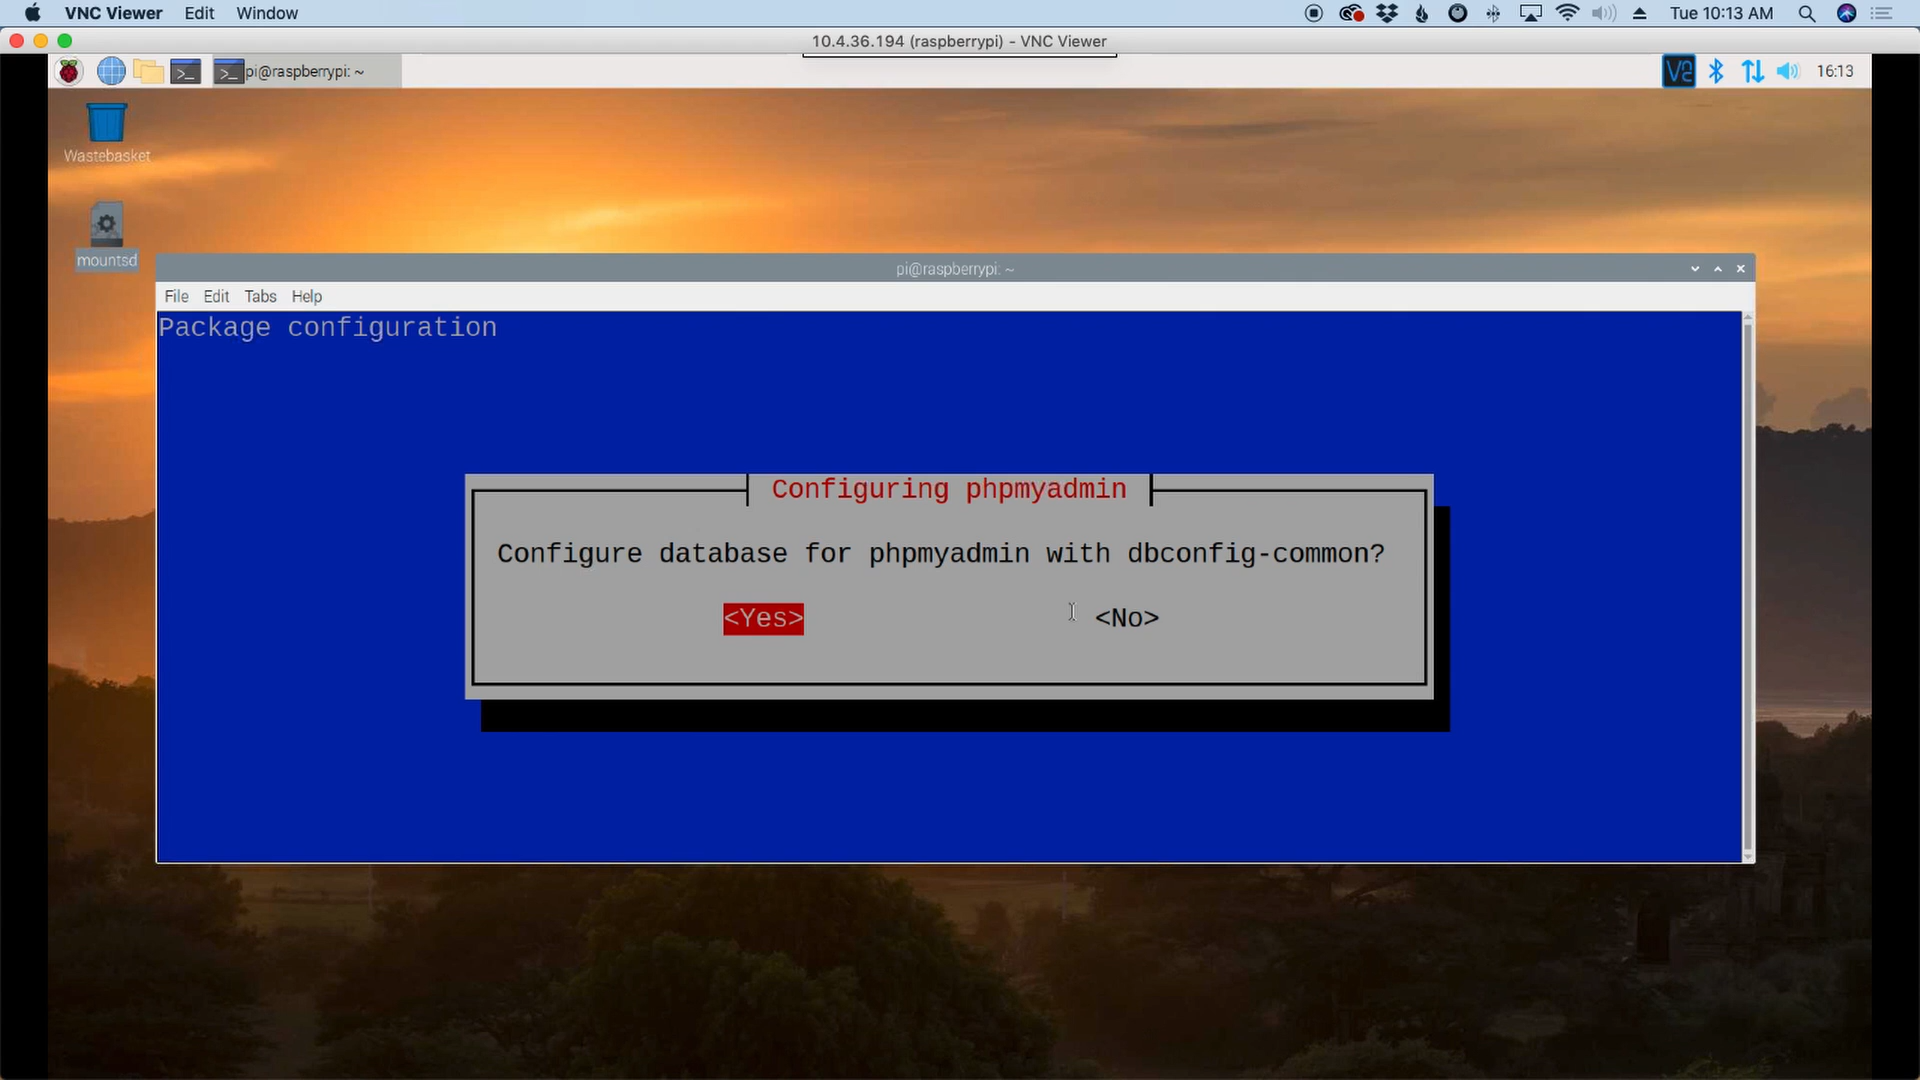 VNC Viewer Edit Window Tue 10:13 AM
10.4.36.194 (raspberrypi) - VNC Viewer
>_ >_ pi@raspberrypi: ~ 16:13
Wastebasket
mountsd
pi@raspberrypi: ~
File Edit Tabs Help
Package configuration
Configuring phpmyadmin
Configure database for phpmyadmin with dbconfig-common?
<Yes> <No>